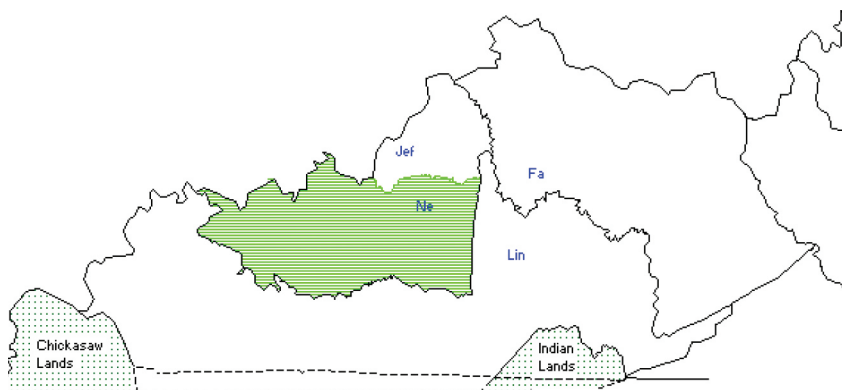 Jef
Fa
Ne
Lin
Chickasaw
Lands
Indian
Lands